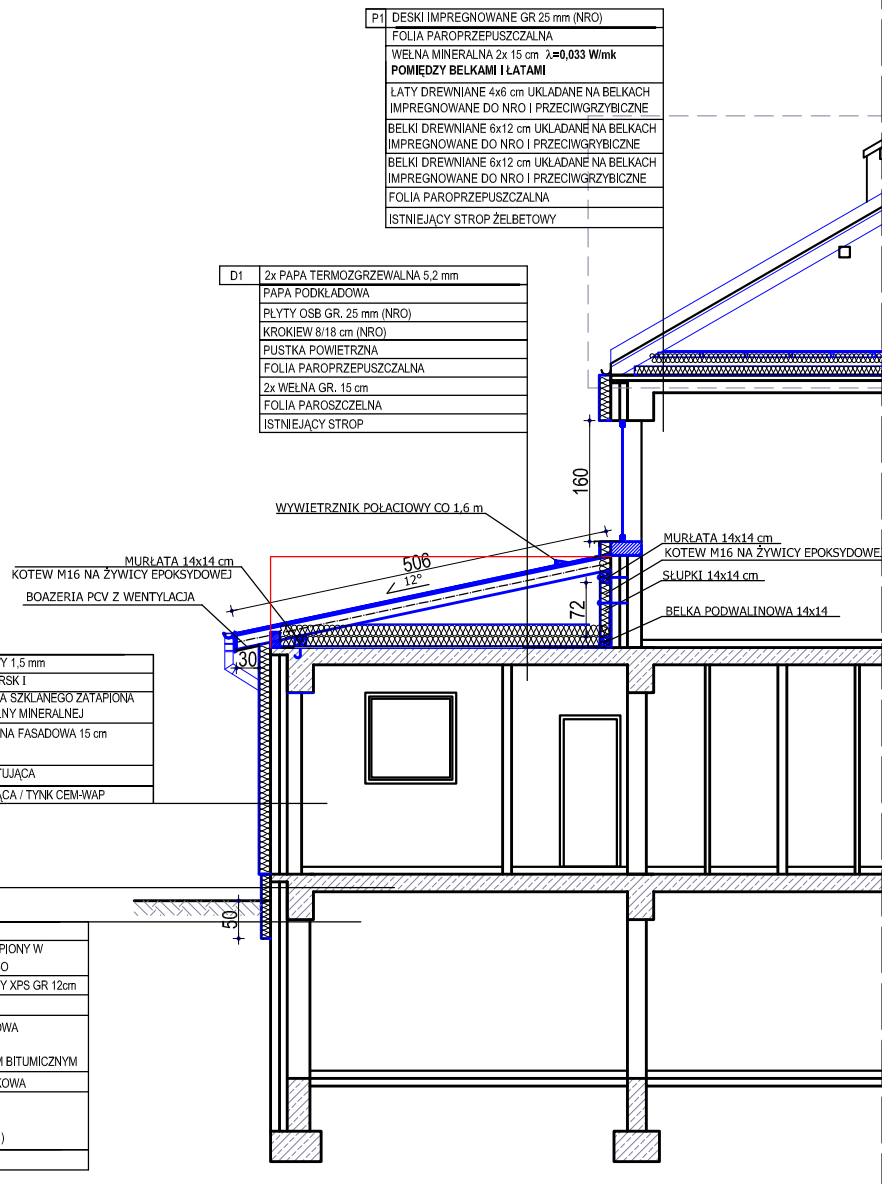 P1 DESKI IMPREGNOWANE GR 25 mm (NRO)
FOLIA PAROPRZEPUSZCZALNA
WEŁNA MINERALNA 2x 15 cm λ=0,033 W/mk
POMIĘDZY BELKAMI I ŁATAMI
ŁATY DREWNIANE 4x6 cm UKLADANE NA BELKACH
IMPREGNOWANE DO NRO I PRZECIWGRZYBICZNE
BELKI DREWNIANE 6x12 cm UKLADANE NA BELKACH
IMPREGNOWANE DO NRO I PRZECIWGRYBICZNE
BELKI DREWNIANE 6x12 cm UKLADANE NA BELKACH
IMPREGNOWANE DO NRO I PRZECIWGRZYBICZNE
FOLIA PAROPRZEPUSZCZALNA
ISTNIEJĄCY STROP ŻELBETOWY
D1 2x PAPA TERMOZGRZEWALNA 5,2 mm
PAPA PODKŁADOWA
PŁYTY OSB GR. 25 mm (NRO)
KROKIEW 8/18 cm (NRO)
PUSTKA POWIETRZNA
FOLIA PAROPRZEPUSZCZALNA
2x WEŁNA GR. 15 cm
FOLIA PAROSZCZELNA
ISTNIEJĄCY STROP
160
WYWIETRZNIK POŁACIOWY CO 1,6 m
506
12°
MURŁATA 14x14 cm
KOTEW M16 NA ŻYWICY EPOKSYDOWEJ
BOAZERIA PCV Z WENTYLACJA
MURŁATA 14x14 cm
KOTEW M16 NA ŻYWICY EPOKSYDOWE
SŁUPKI 14x14 cm
BELKA PODWALINOWA 14x14
72
30
Y 1,5 mm
RSK I
A SZKLANEGO ZATAPIONA
NY MINERALNEJ
NA FASADOWA 15 cm
TUJĄCA
ĄCA / TYNK CEM-WAP
50
PIONY W
O
Y XPS GR 12cm
OWA
M BITUMICZNYM
KOWA
)